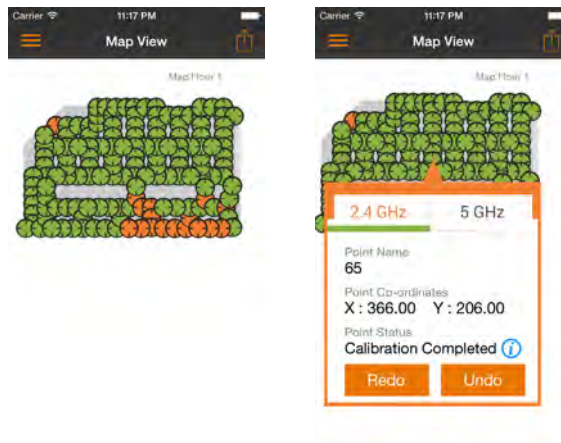 Carrier 11:17 PM
Map View
Map Floor 1
Carrier 11:17 PM
Map View
Map Floor 1
2.4 GHz 5 GHz
Point Name
65
Point Co-ordinates
X : 366.00 Y : 206.00
Point Status
Calibration Completed
Redo Undo